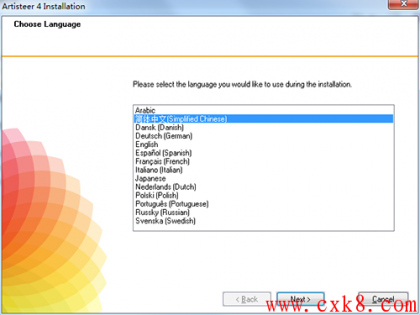 Artisteer 4 Installation
Choose Language
Please select the language you would like to use during the installation.
Arabic
简体中文(Simplified Chinese)
Dansk (Danish)
Deutsch (German)
English
Español (Spanish)
Français (French)
Italiano (Italian)
Japanese
Nederlands (Dutch)
Polski (Polish)
Português (Portuguese)
Russky (Russian)
Svenska (Swedish)
< Back
Next >
Cancel
www.cxk8.com